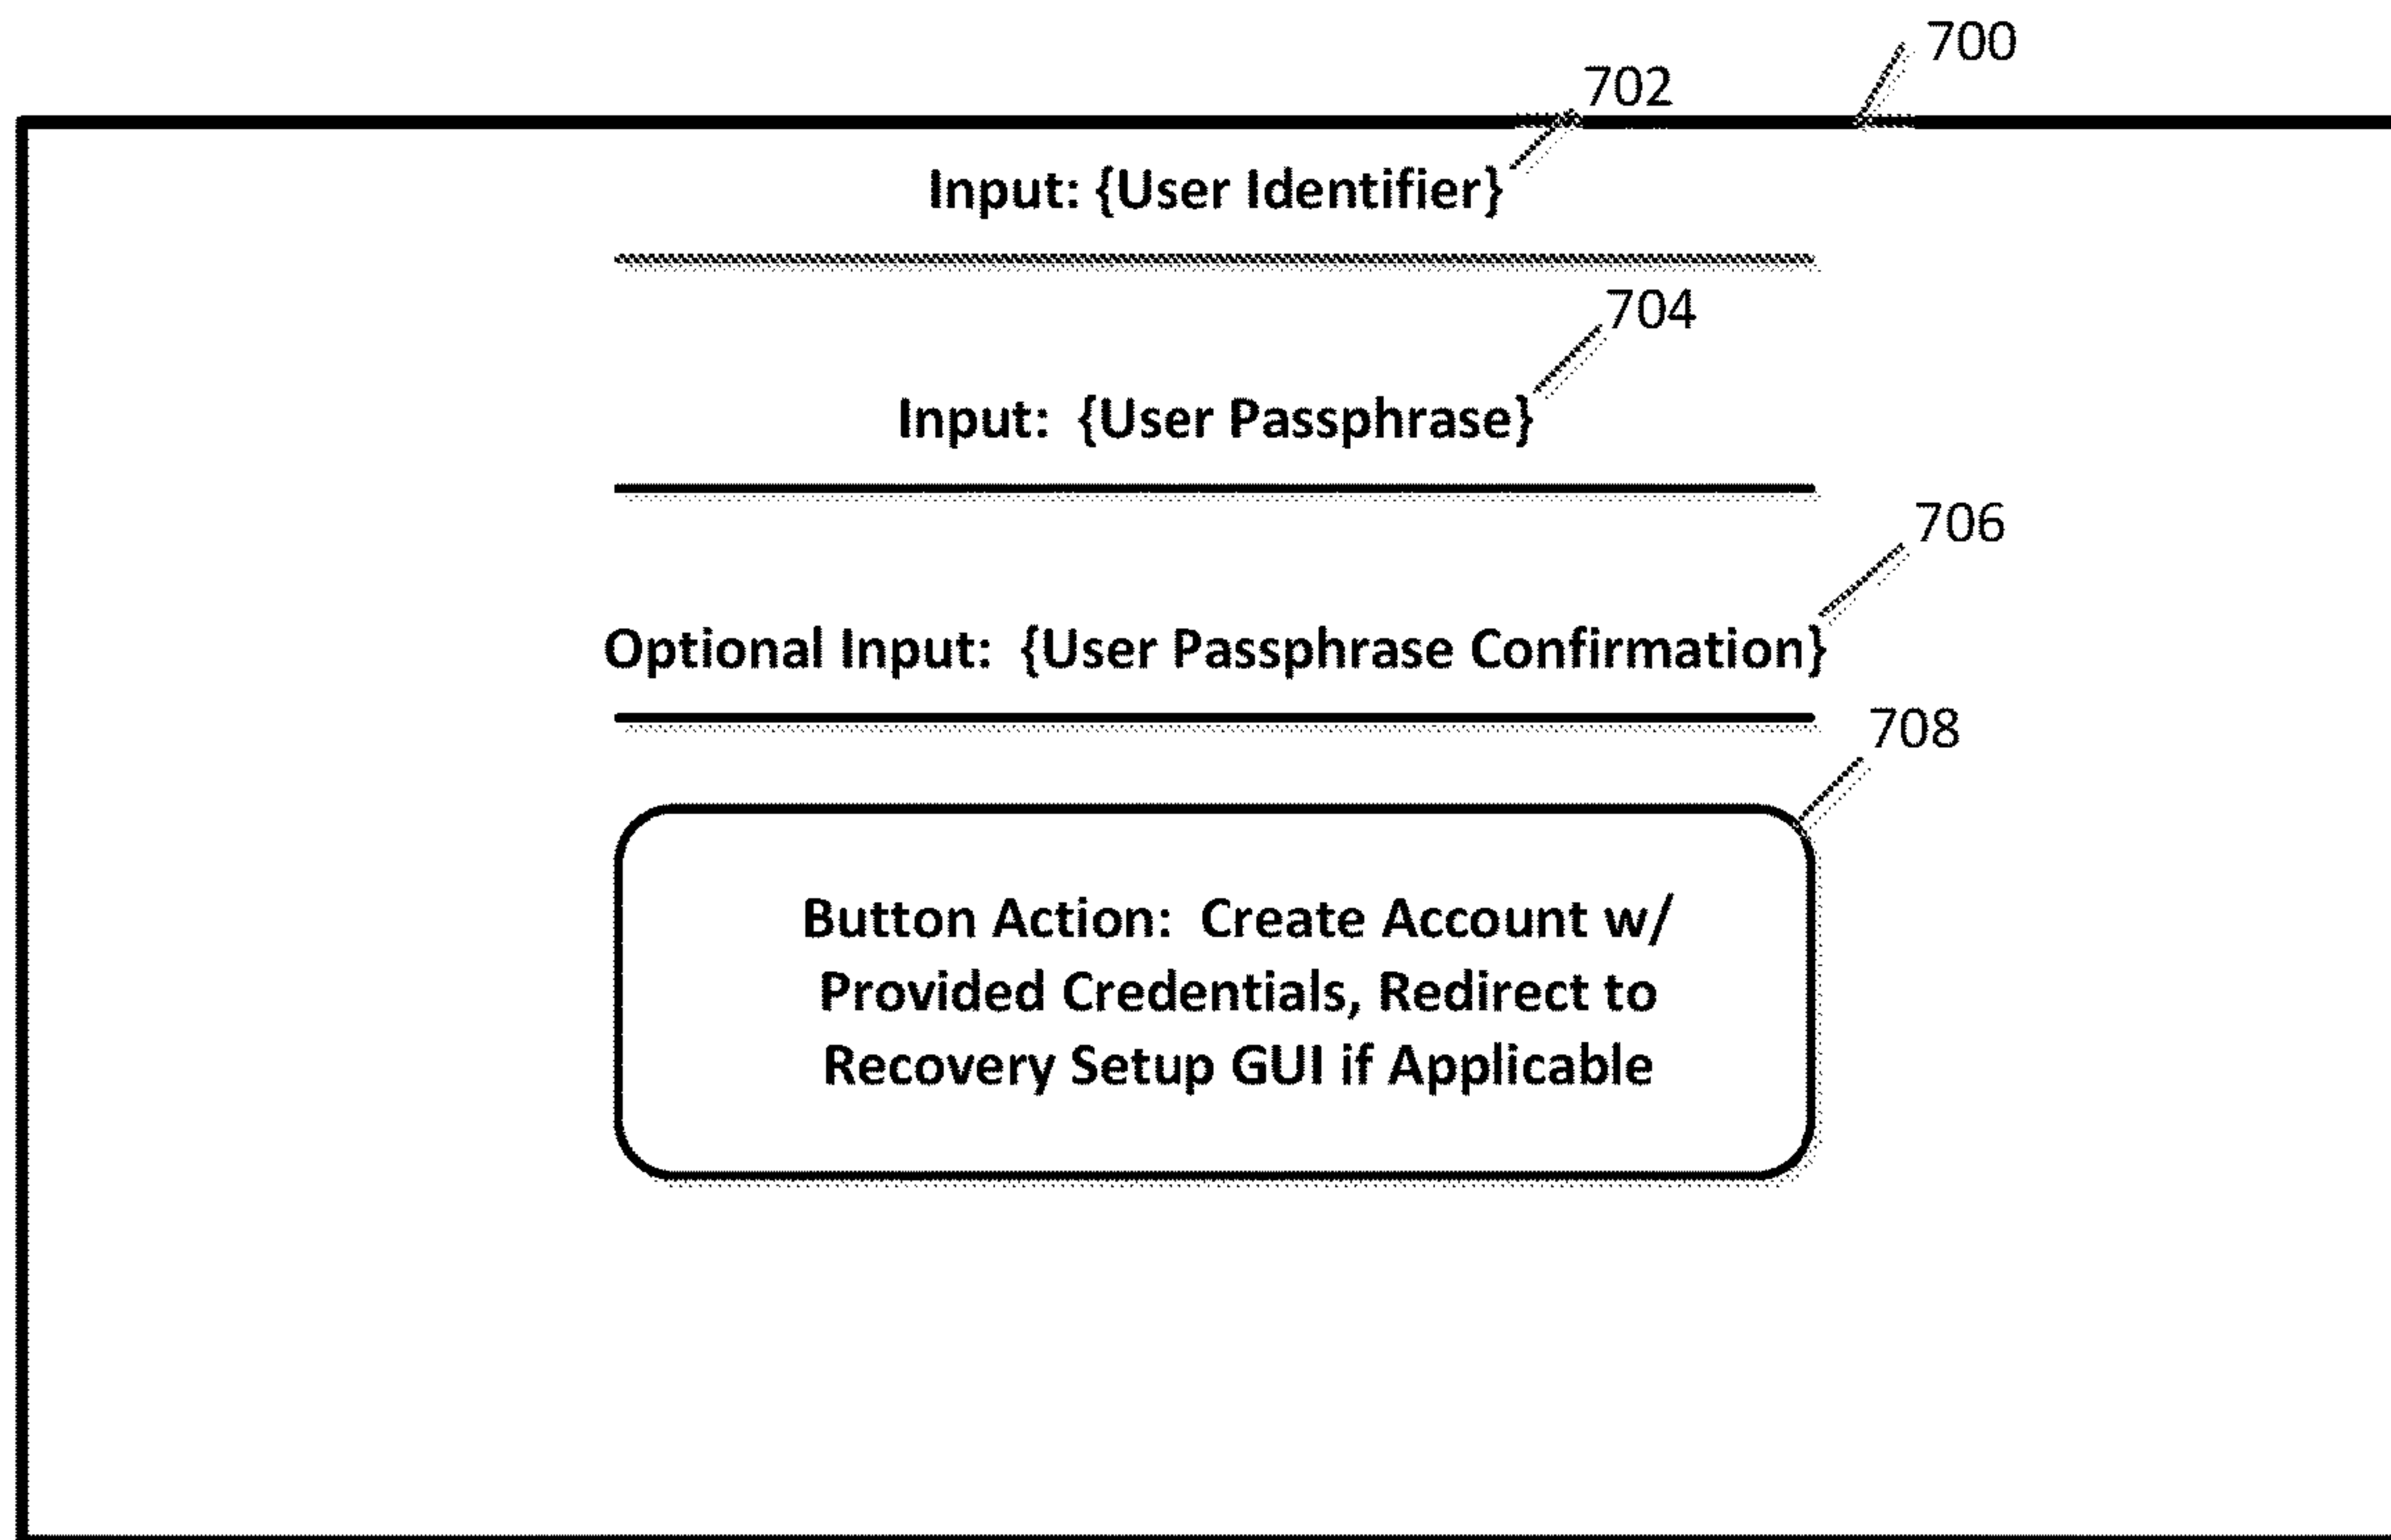 700
702
Input: {User Identifier}
704
Input: {User Passphrase}
706
Optional Input: {User Passphrase Confirmation}
708
Button Action: Create Account w/
Provided Credentials, Redirect to
Recovery Setup GUI if Applicable